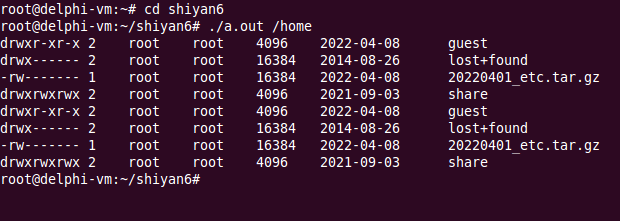 root@delphi-vm:~# cd shiyan6
root@delphi-vm:~/shiyan6# ./a.out /home
drwxr-xr-x 2 root root 4096 2022-04-08 guest
drwx------ 2 root root 16384 2014-08-26 lost+found
-rw------- 1 root root 16384 2022-04-08 20220401_etc.tar.gz
drwxrwxrwx 2 root root 4096 2021-09-03 share
drwxr-xr-x 2 root root 4096 2022-04-08 guest
drwx------ 2 root root 16384 2014-08-26 lost+found
-rw------- 1 root root 16384 2022-04-08 20220401_etc.tar.gz
drwxrwxrwx 2 root root 4096 2021-09-03 share
root@delphi-vm:~/shiyan6#